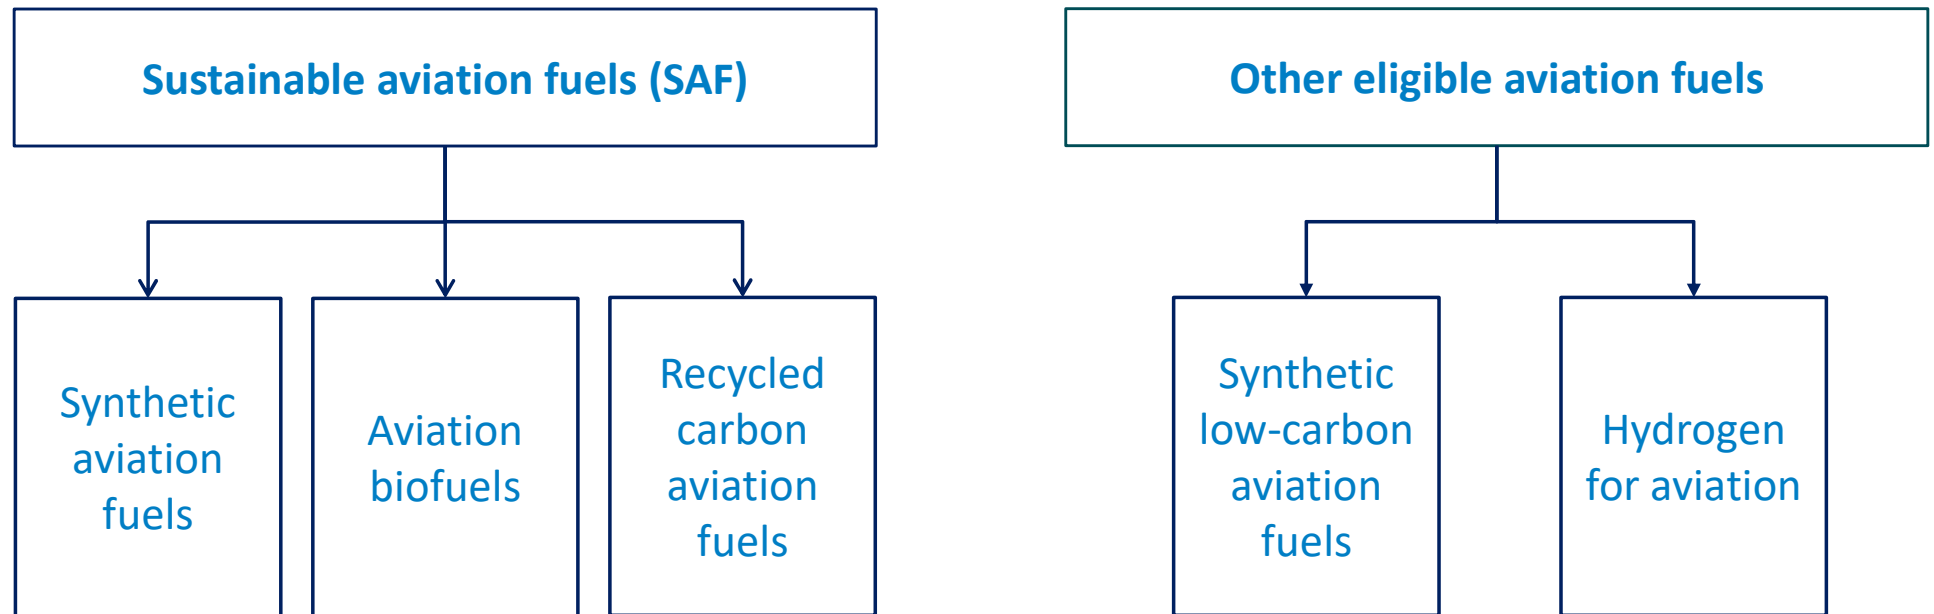 Sustainable aviation fuels (SAF)
Other eligible aviation fuels
Synthetic
aviation
fuels
Aviation
biofuels
Recycled
carbon
aviation
fuels
Synthetic
low-carbon
aviation
fuels
Hydrogen
for aviation